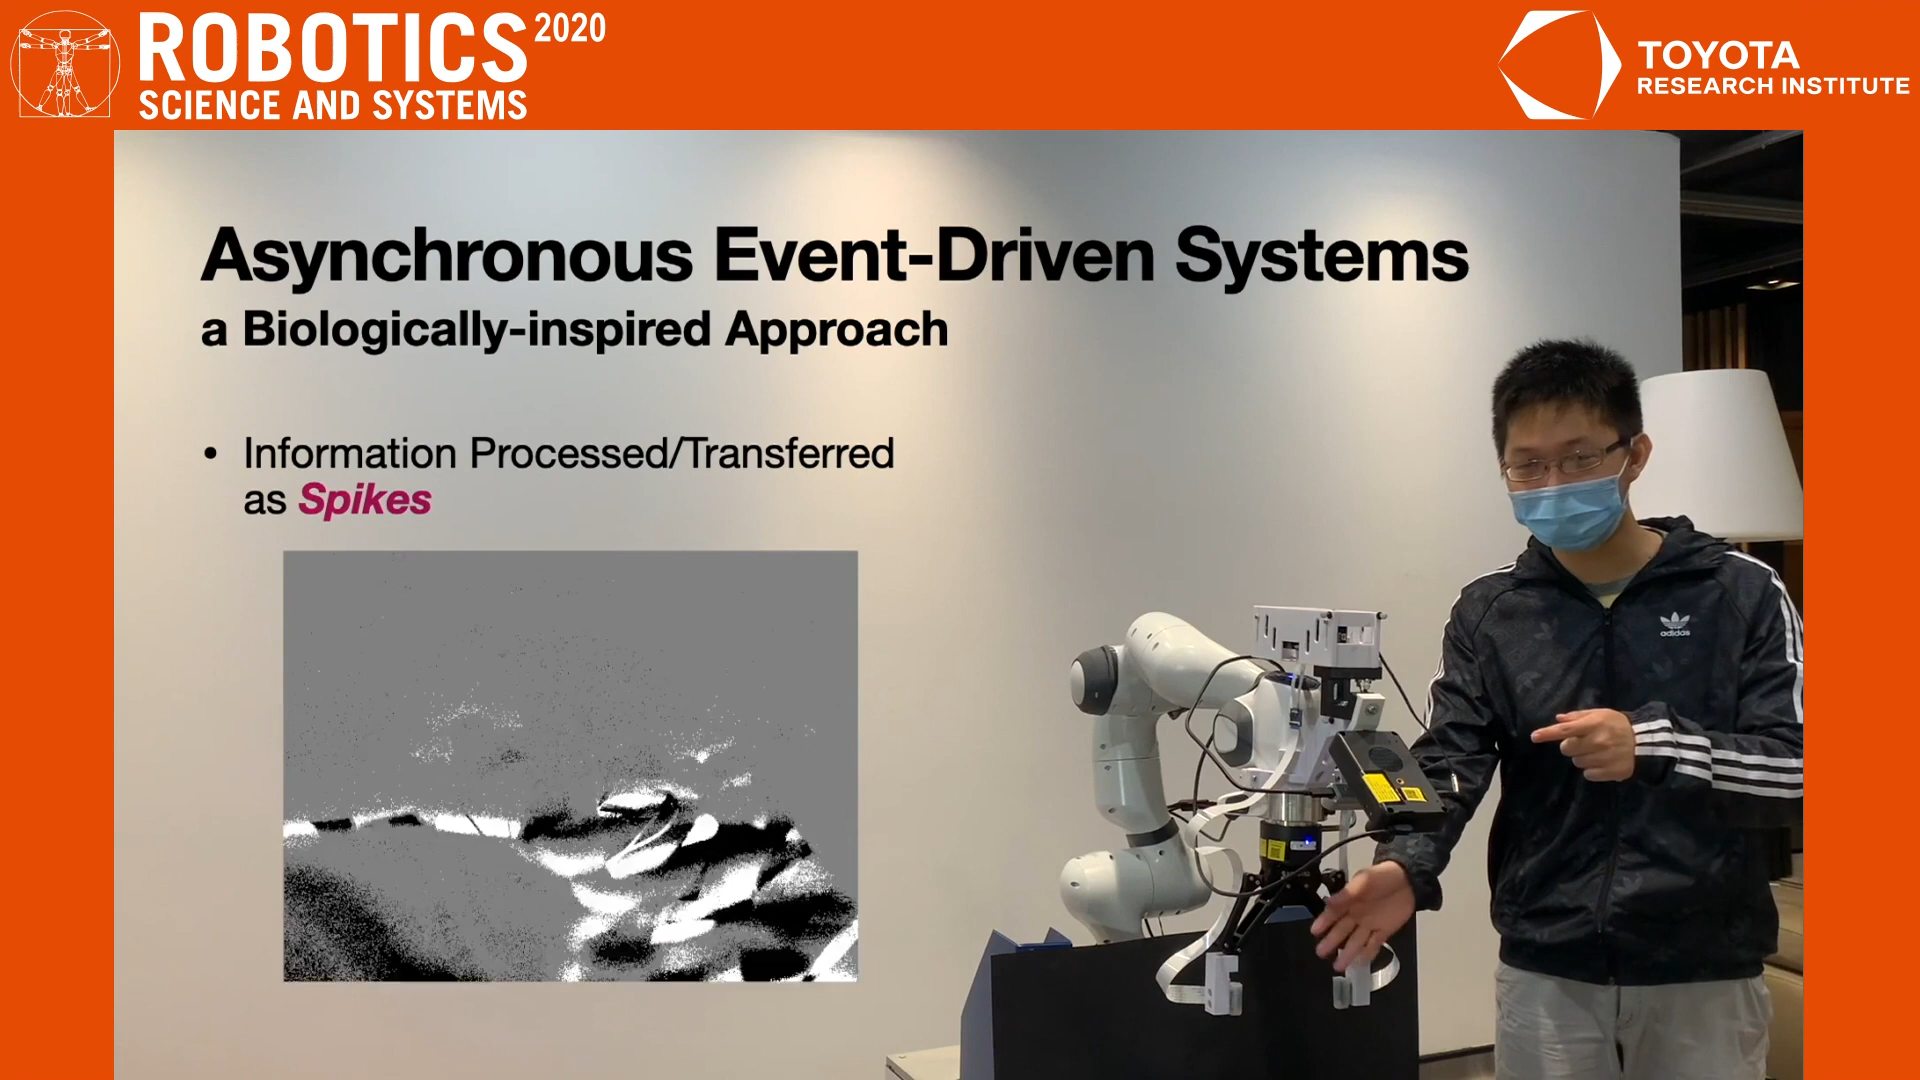 ROBOTICS 2020
SCIENCE AND SYSTEMS
TOYOTA
RESEARCH INSTITUTE
Asynchronous Event-Driven Systems
a Biologically-inspired Approach
• Information Processed/Transferred
as Spikes
adidas